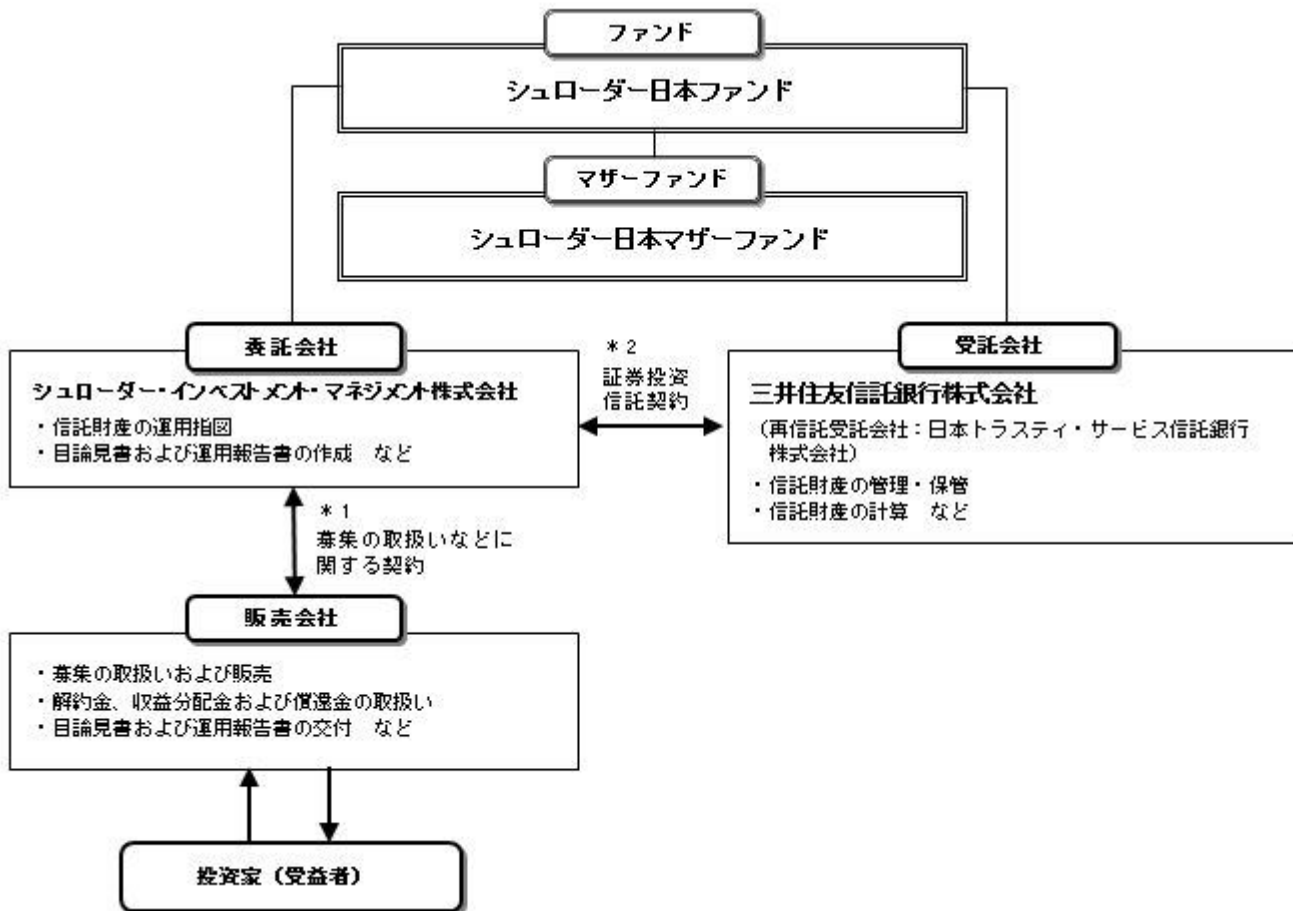 ファンド
シュローダー日本ファンド
マザーファンド
シュローダー日本マザーファンド
委託会社
シュローダー・インベストメント・マネジメント株式会社
・信託財産の運用指図
・目論見書および運用報告書の作成　など
＊２
証券投資
信託契約
受託会社
三井住友信託銀行株式会社
（再信託受託会社：日本トラスティ・サービス信託銀行
株式会社）
・信託財産の管理・保管
・信託財産の計算　など
＊１
募集の取扱いなどに
関する契約
販売会社
・募集の取扱いおよび販売
・解約金、収益分配金および償還金の取扱い
・目論見書および運用報告書の交付　など
投資家（受益者）